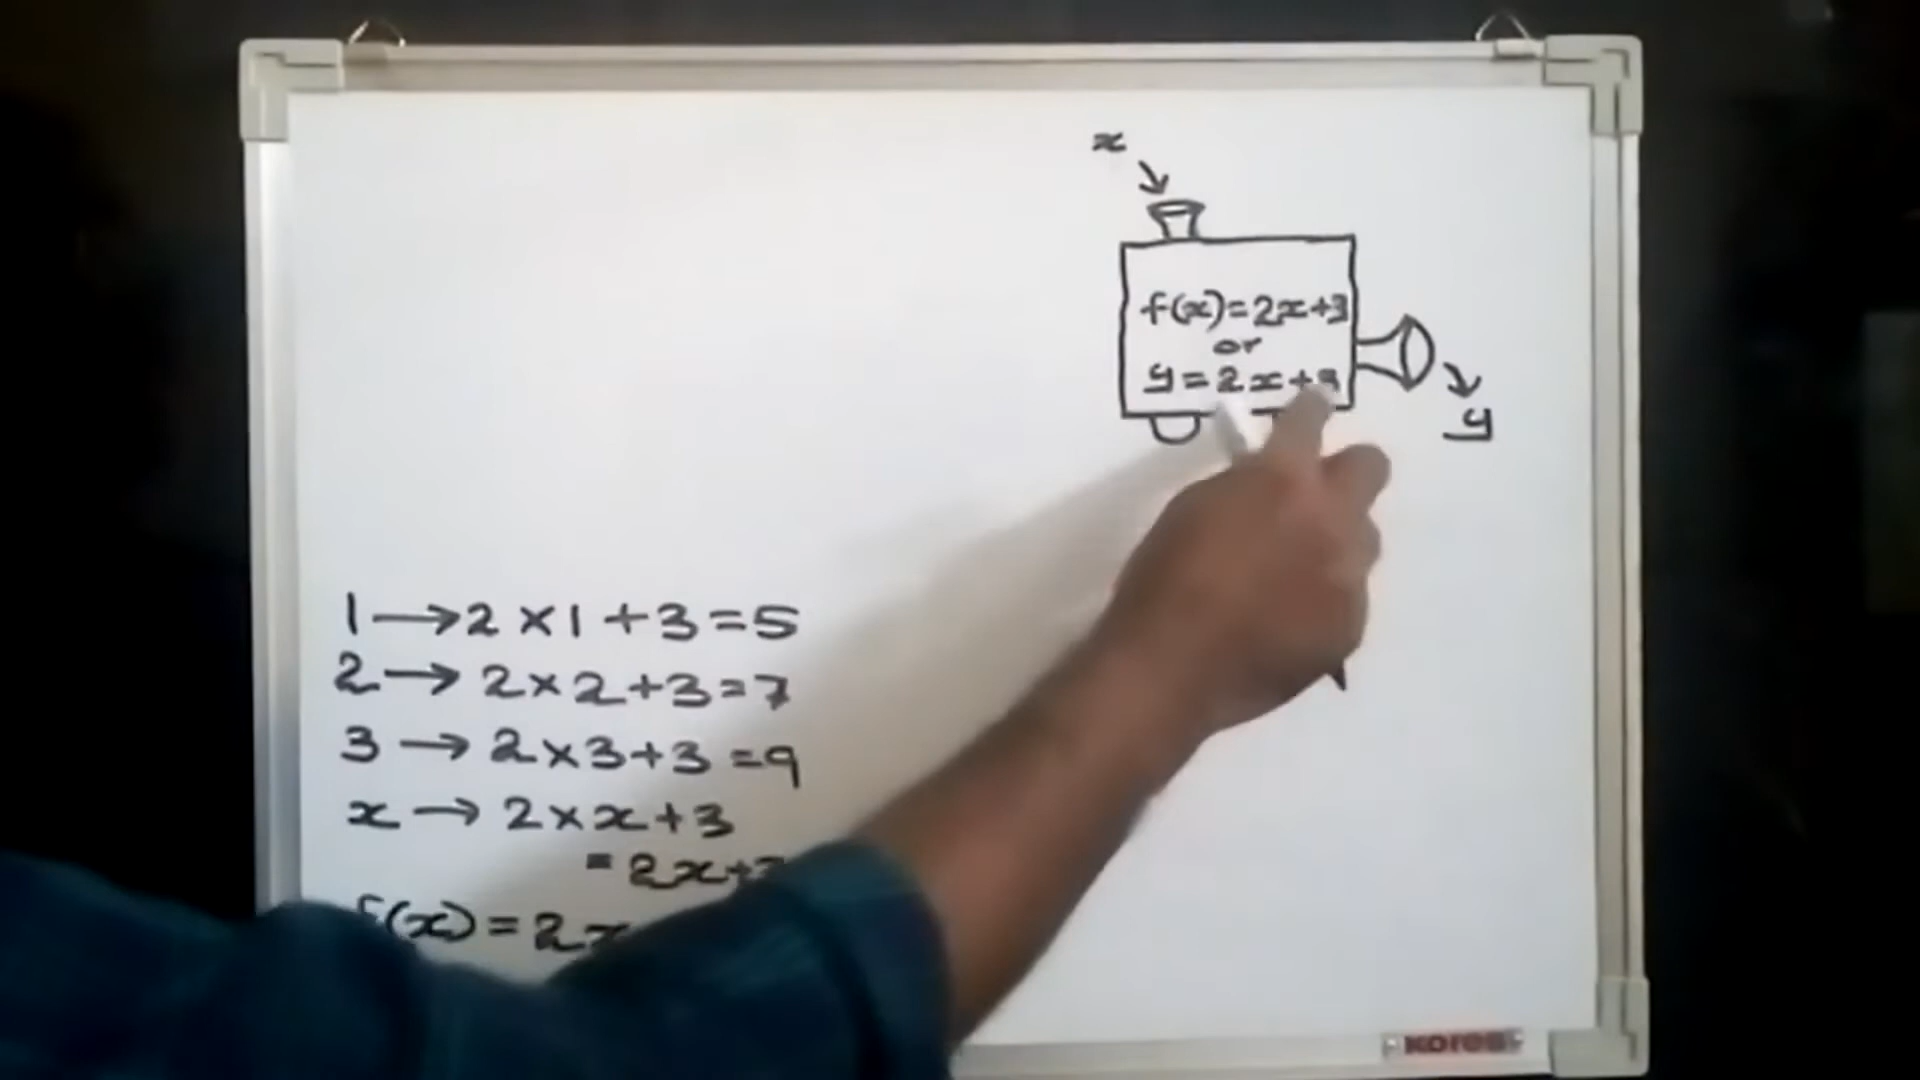 x
f(x)=2x+3
or
y=2x+3
y
1→2×1+3=5
2→2×2+3=7
3→2×3+3=9
x→2×x+3
=2x+3
f(x)=2x
kores